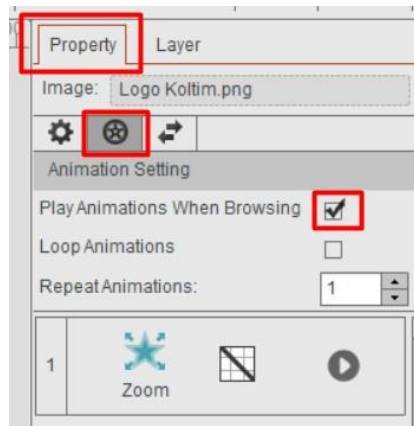 Property Layer
Image: Logo Koltim.png
Animation Setting
Play Animations When Browsing
Loop Animations
Repeat Animations: 1
1
Zoom